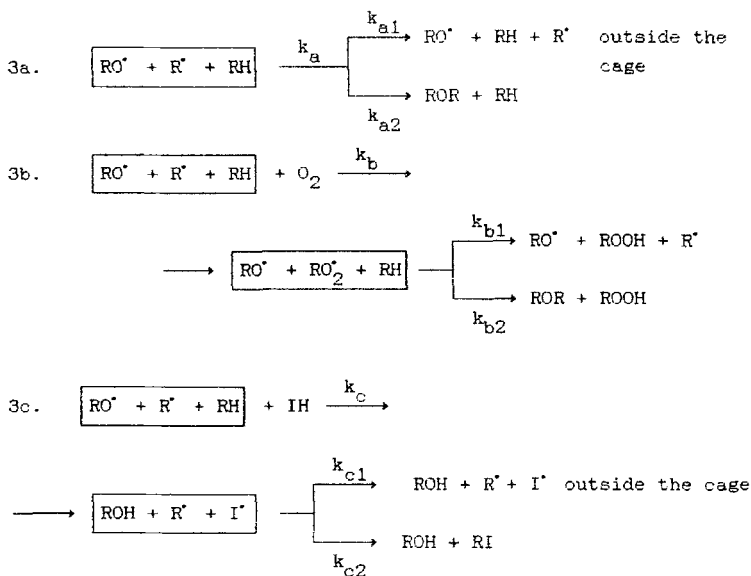 k_a1 RO• + RH + R• outside the
3a. RO• + R• + RH k_a cage
k_a2 ROR + RH
3b. RO• + R• + RH + O₂ k_b
RO• + RO₂• + RH k_b1 RO• + ROOH + R•
k_b2 ROR + ROOH
3c. RO• + R• + RH + IH k_c
ROH + R• + I• k_c1 ROH + R• + I• outside the cage
k_c2 ROH + RI